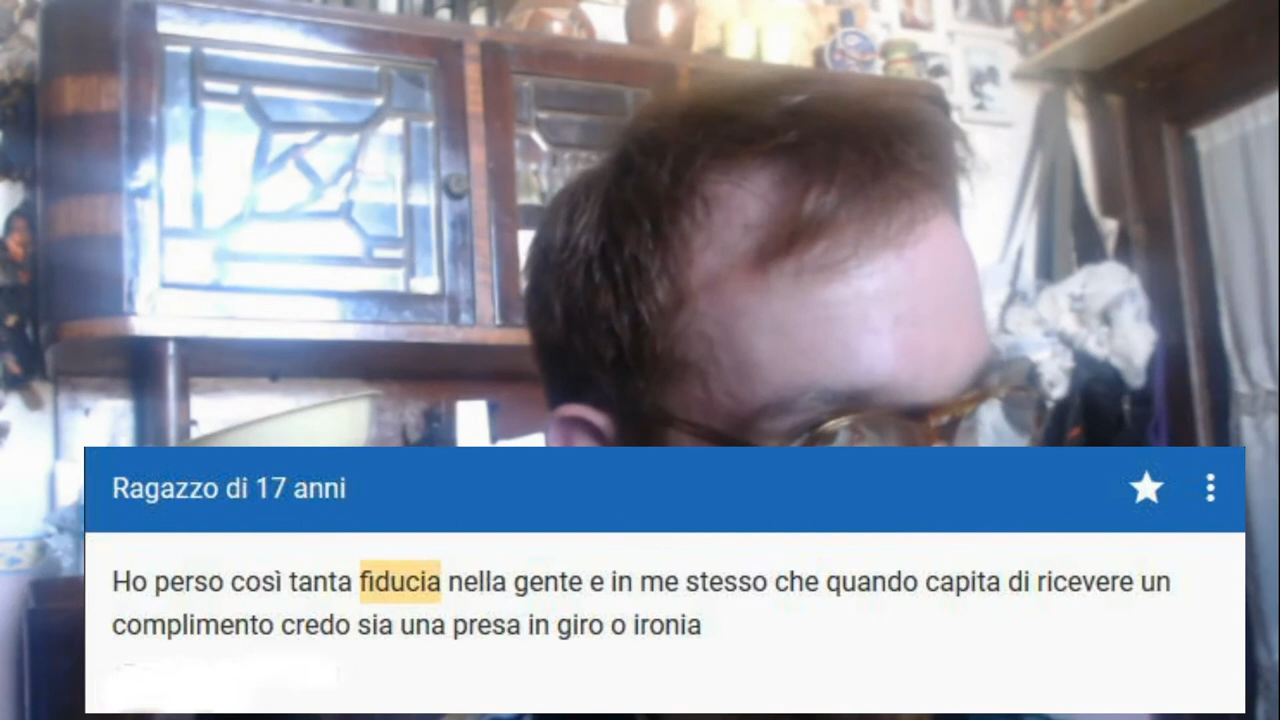 Ragazzo di 17 anni
Ho perso così tanta fiducia nella gente e in me stesso che quando capita di ricevere un
complimento credo sia una presa in giro o ironia